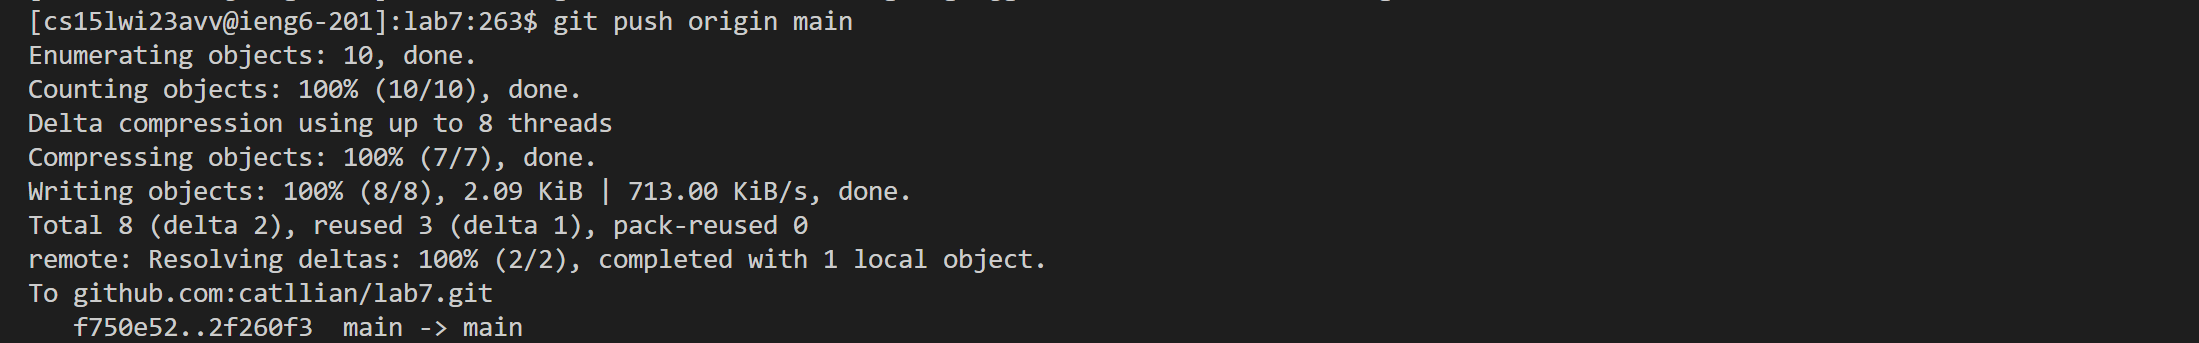 [cs15lwi23avv@ieng6-201]:lab7:263$ git push origin main
Enumerating objects: 10, done.
Counting objects: 100% (10/10), done.
Delta compression using up to 8 threads
Compressing objects: 100% (7/7), done.
Writing objects: 100% (8/8), 2.09 KiB | 713.00 KiB/s, done.
Total 8 (delta 2), reused 3 (delta 1), pack-reused 0
remote: Resolving deltas: 100% (2/2), completed with 1 local object.
To github.com:catllian/lab7.git
   f750e52..2f260f3  main -> main